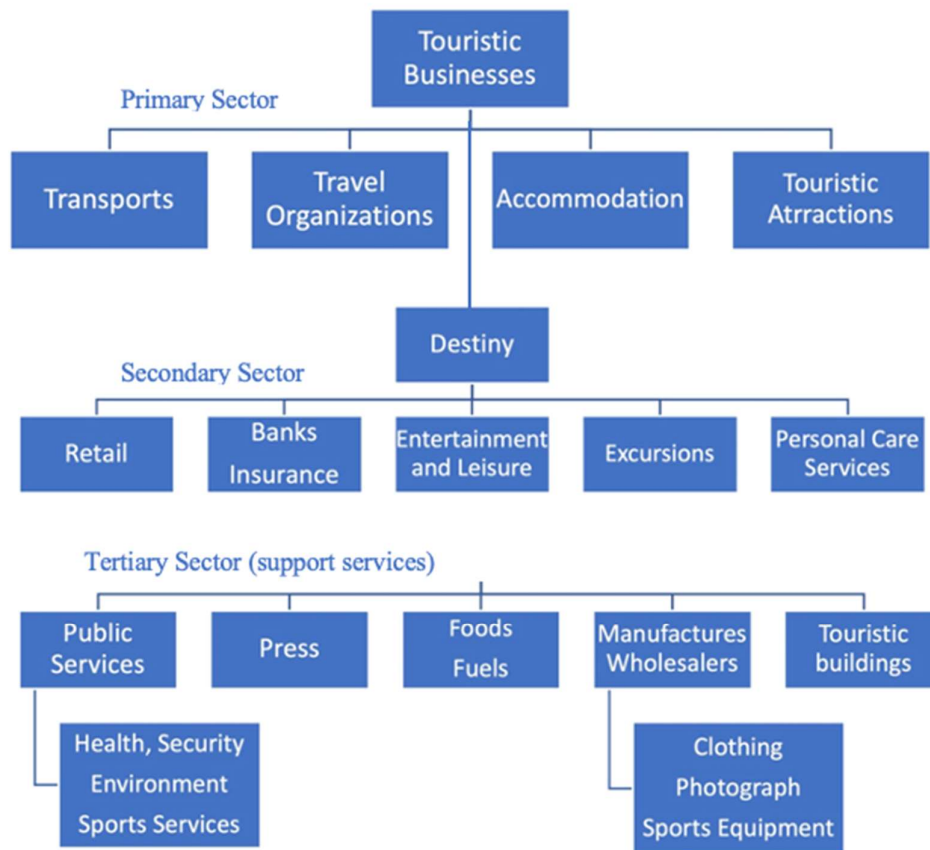 Touristic
Businesses
Primary Sector
Transports
Travel
Organizations
Accommodation
Touristic
Atrractions
Destiny
Secondary Sector
Retail
Banks
Insurance
Entertainment
and Leisure
Excursions
Personal Care
Services
Tertiary Sector (support services)
Public
Services
Press
Foods
Fuels
Manufactures
Wholesalers
Touristic
buildings
Health, Security
Environment
Sports Services
Clothing
Photograph
Sports Equipment